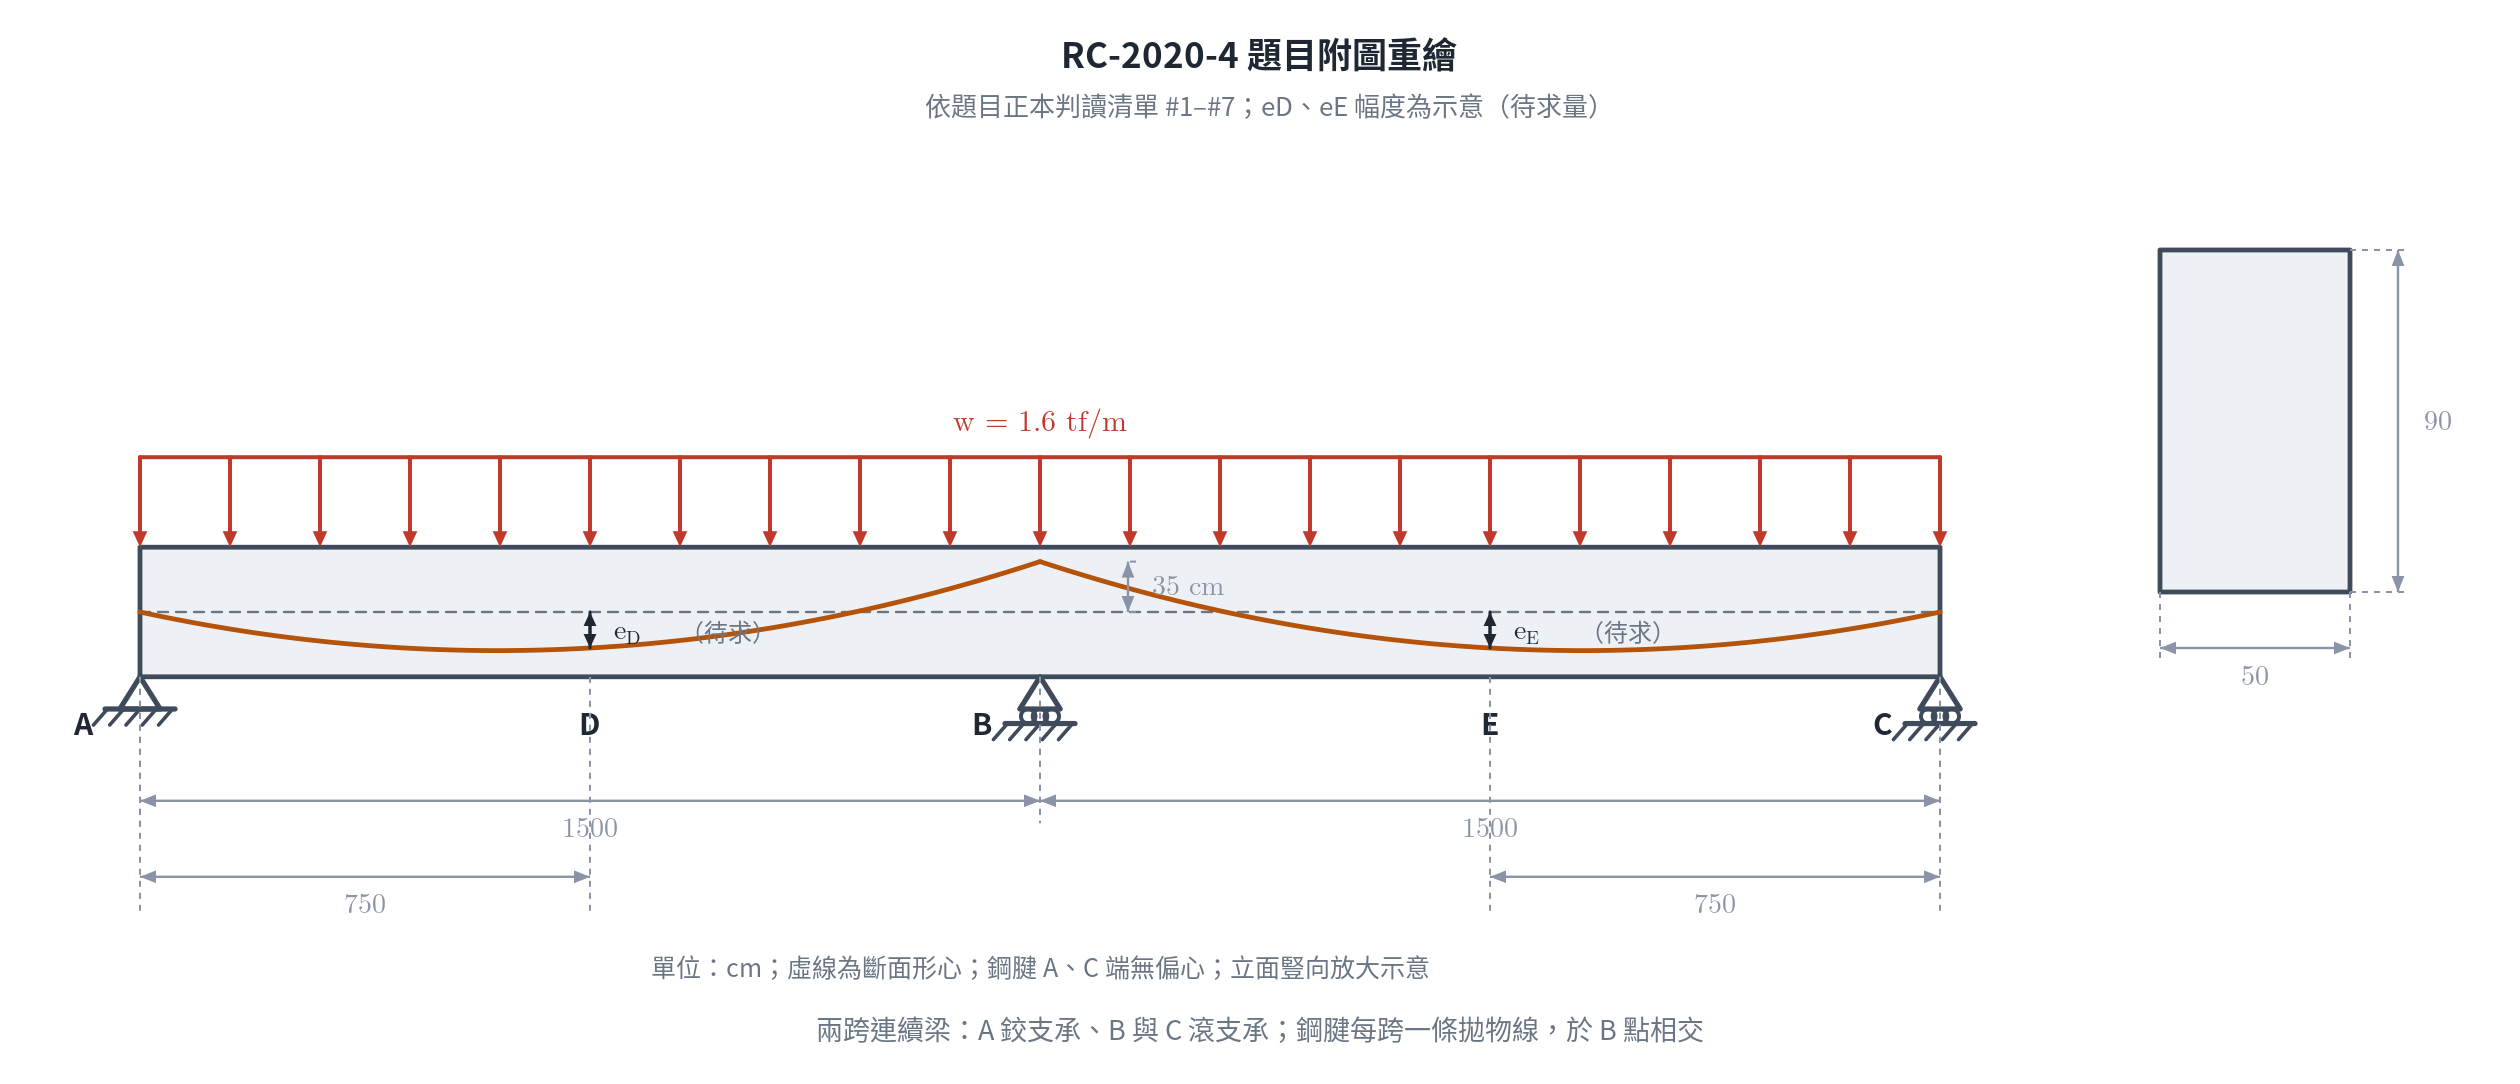 RC-2020-4 題目附圖重繪
依題目正本判讀清單 #1–#7；eD、eE 幅度為示意（待求量）
w = 1.6 tf/m
90
35 cm
eD （待求）
eE （待求）
50
A D B E C
1500 1500
750 750
單位：cm；虛線為斷面形心；鋼腱 A、C 端無偏心；立面豎向放大示意
兩跨連續梁：A 鉸支承、B 與 C 滾支承；鋼腱每跨一條拋物線，於 B 點相交